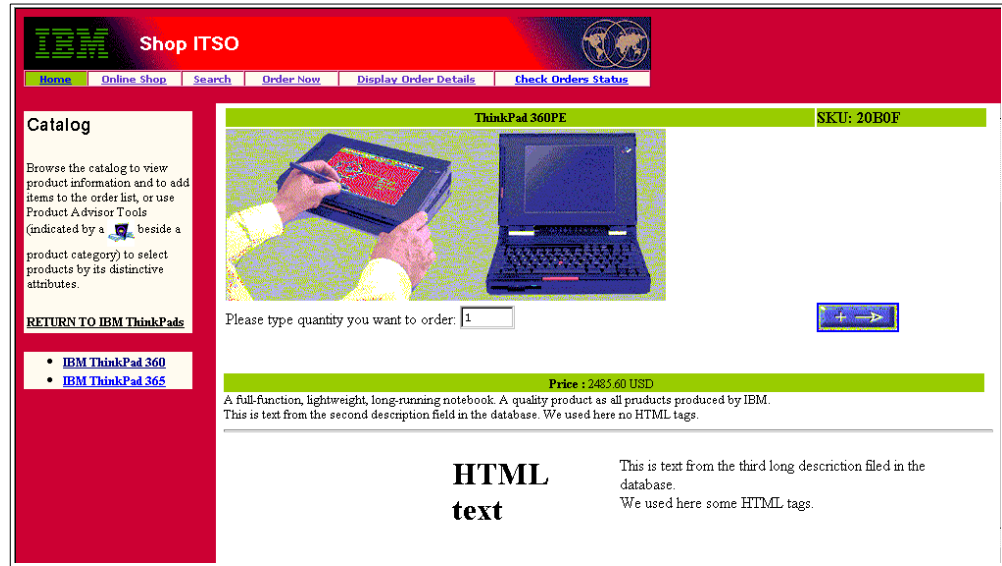 IBM Shop ITSO
Home Online Shop Search Order Now Display Order Details Check Orders Status
Catalog
Browse the catalog to view
product information and to add
items to the order list, or use
Product Advisor Tools
(indicated by a beside a
product category) to select
products by its distinctive
attributes.
RETURN TO IBM ThinkPads
IBM ThinkPad 360
IBM ThinkPad 365
ThinkPad 360PE SKU: 20B0F
Please type quantity you want to order: 1
Price : 2485.60 USD
A full-function, lightweight, long-running notebook. A quality product as all pruducts produced by IBM.
This is text from the second description field in the database. We used here no HTML tags.
HTML
text
This is text from the third long descriction filed in the
database.
We used here some HTML tags.